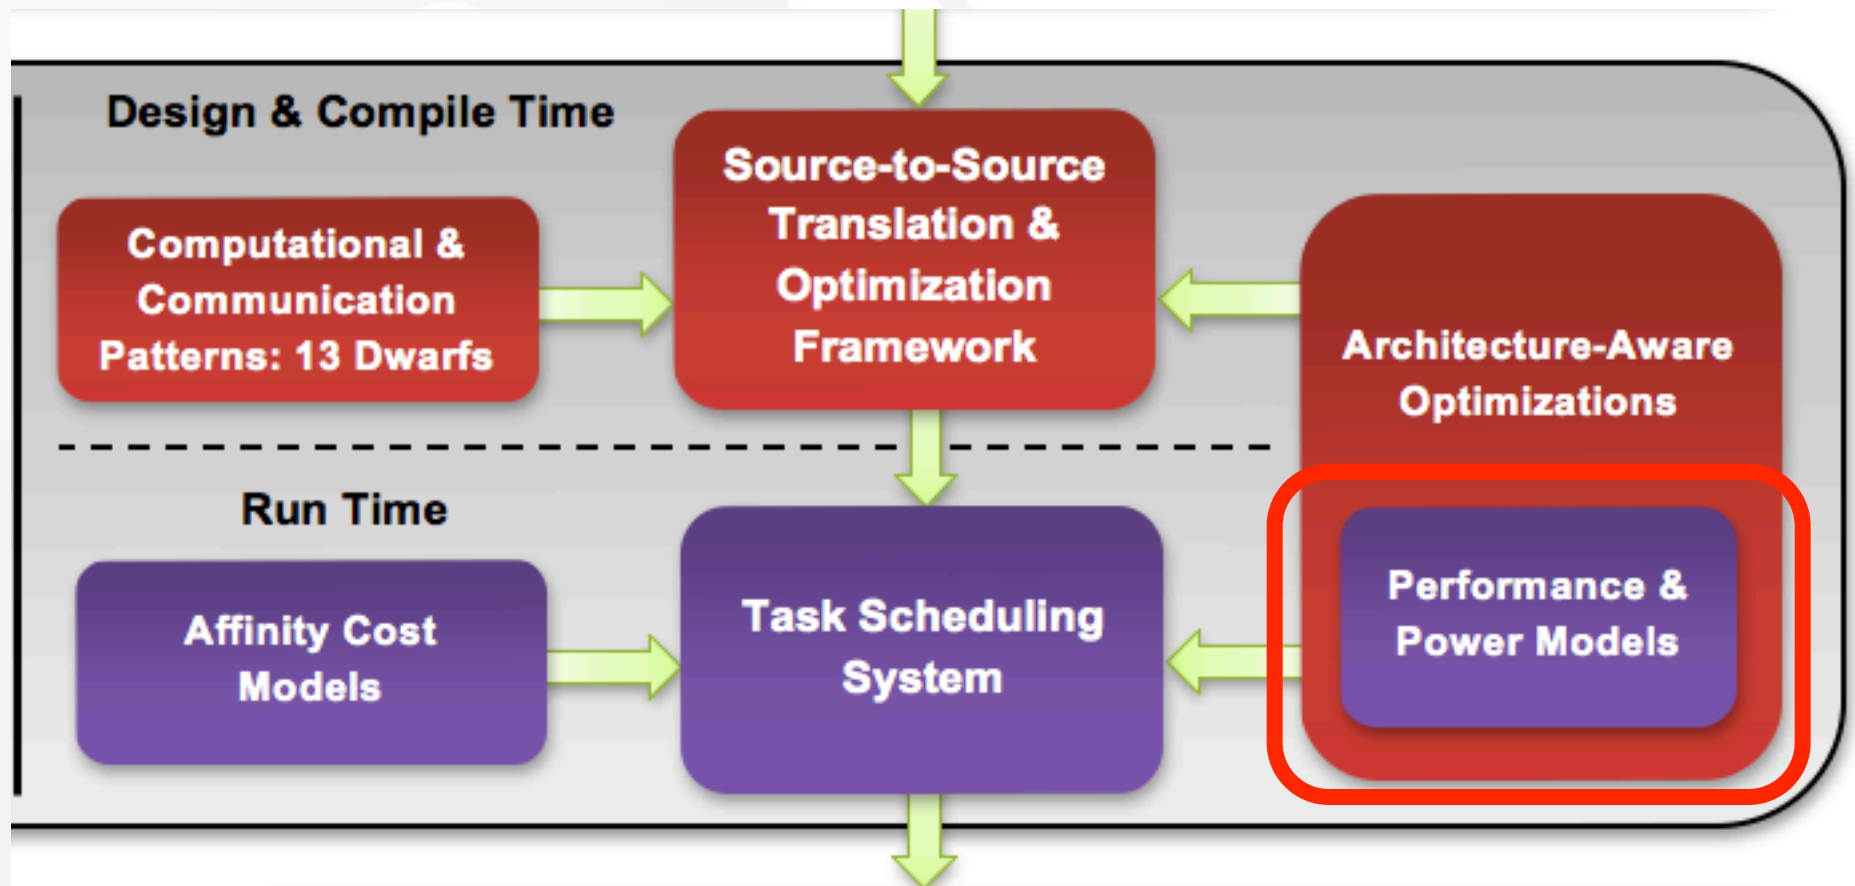 Design & Compile Time
Computational &
Communication
Patterns: 13 Dwarfs
Source-to-Source
Translation &
Optimization
Framework
Architecture-Aware
Optimizations
Run Time
Affinity Cost
Models
Task Scheduling
System
Performance &
Power Models